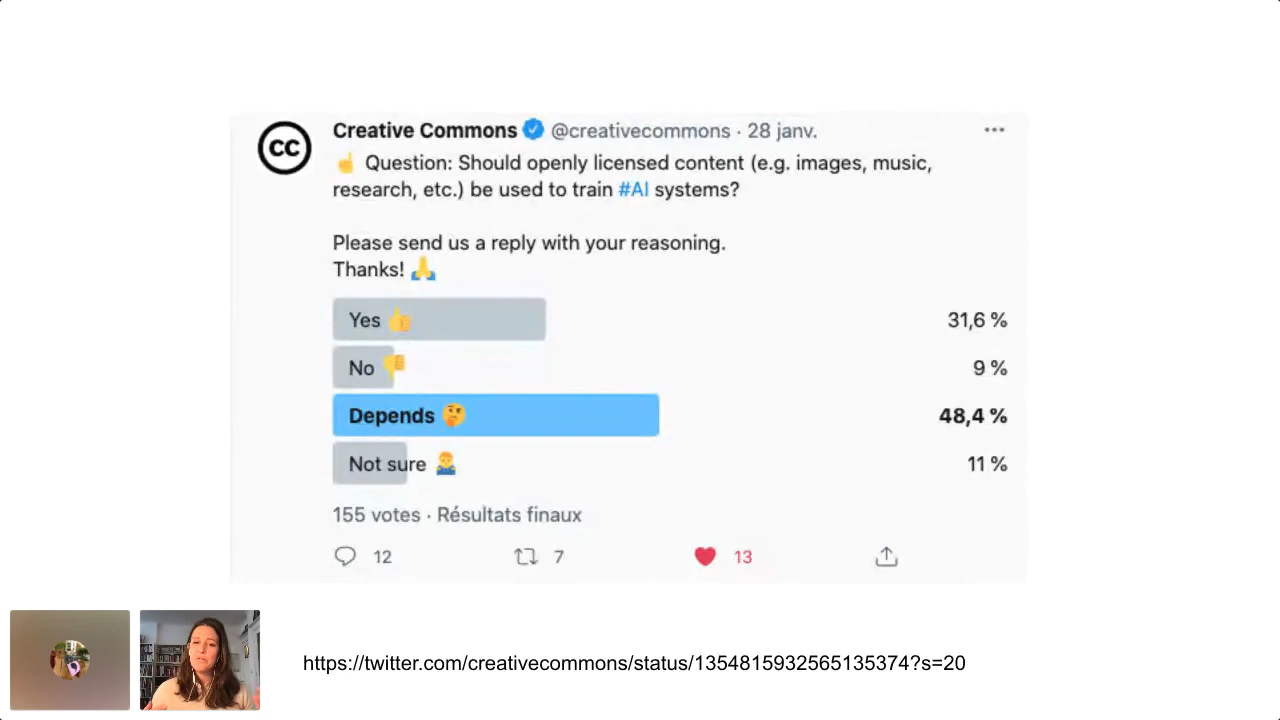 CC
Creative Commons @creativecommons · 28 janv.
☝ Question: Should openly licensed content (e.g. images, music,
research, etc.) be used to train #AI systems?
Please send us a reply with your reasoning.
Thanks! 🙏
Yes 👍 31,6 %
No 👎 9 %
Depends 🤔 48,4 %
Not sure 🤷‍♂️ 11 %
155 votes · Résultats finaux
12 7 13
https://twitter.com/creativecommons/status/1354815932565135374?s=20